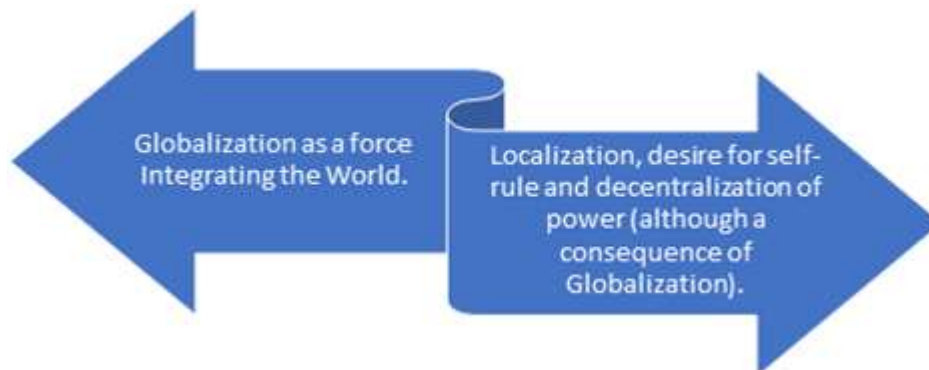 Globalization as a force
Integrating the World.
Localization, desire for self-
rule and decentralization of
power (although a
consequence of
Globalization).